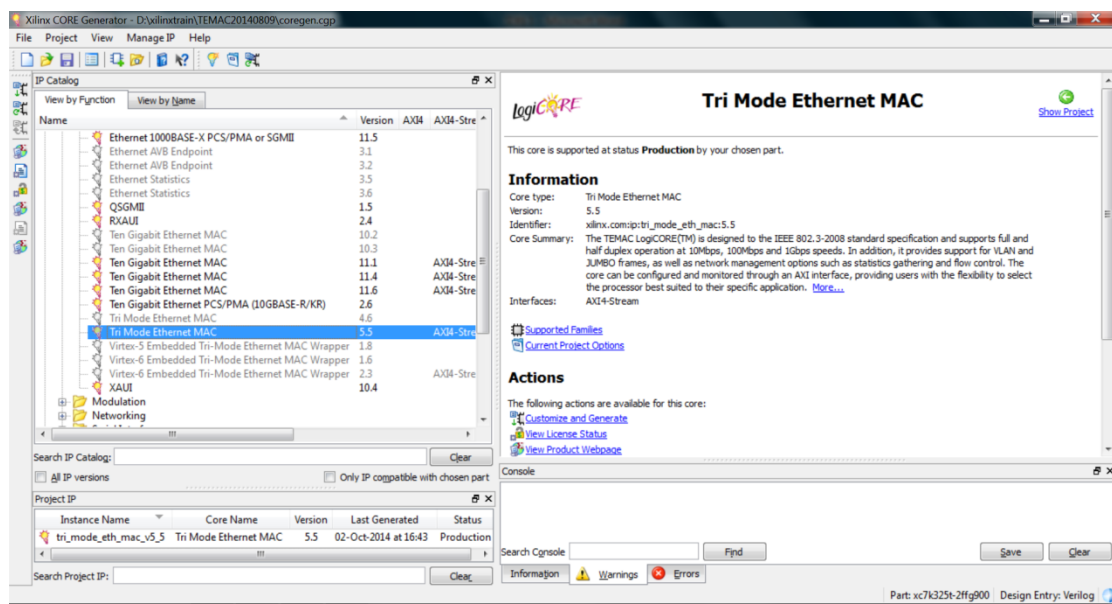 Xilinx CORE Generator - D:\xilinxtrain\TEMAC20140809\coregen.cgp
File Project View Manage IP Help
IP Catalog
View by Function View by Name
Name Version AXI4 AXI4-Stre
Ethernet 1000BASE-X PCS/PMA or SGMII 11.5
Ethernet AVB Endpoint 3.1
Ethernet AVB Endpoint 3.2
Ethernet Statistics 3.5
Ethernet Statistics 3.6
QSGMII 1.5
RXAUI 2.4
Ten Gigabit Ethernet MAC 10.2
Ten Gigabit Ethernet MAC 10.3
Ten Gigabit Ethernet MAC 11.1 AXI4-Stre
Ten Gigabit Ethernet MAC 11.4 AXI4-Stre
Ten Gigabit Ethernet MAC 11.6 AXI4-Stre
Ten Gigabit Ethernet PCS/PMA (10GBASE-R/KR) 2.6
Tri Mode Ethernet MAC 4.6
Tri Mode Ethernet MAC 5.5 AXI4-Stre
Virtex-5 Embedded Tri-Mode Ethernet MAC Wrapper 1.8
Virtex-6 Embedded Tri-Mode Ethernet MAC Wrapper 1.6
Virtex-6 Embedded Tri-Mode Ethernet MAC Wrapper 2.3 AXI4-Stre
XAUI 10.4
Modulation
Networking
Search IP Catalog: Clear
All IP versions Only IP compatible with chosen part
Project IP
Instance Name Core Name Version Last Generated Status
tri_mode_eth_mac_v5_5 Tri Mode Ethernet MAC 5.5 02-Oct-2014 at 16:43 Production
Search Project IP: Clear
logiCORE
Tri Mode Ethernet MAC
Show Project
This core is supported at status Production by your chosen part.
Information
Core type: Tri Mode Ethernet MAC
Version: 5.5
Identifier: xilinx.com:ip:tri_mode_eth_mac:5.5
Core Summary: The TEMAC LogiCORE(TM) is designed to the IEEE 802.3-2008 standard specification and supports full and
half duplex operation at 10Mbps, 100Mbps and 1Gbps speeds. In addition, it provides support for VLAN and
JUMBO frames, as well as network management options such as statistics gathering and flow control. The
core can be configured and monitored through an AXI interface, providing users with the flexibility to select
the processor best suited to their specific application. More...
Interfaces: AXI4-Stream
Supported Families
Current Project Options
Actions
The following actions are available for this core:
Customize and Generate
View License Status
View Product Webpage
Console
Search Console Find Save Clear
Information Warnings Errors
Part: xc7k325t-2ffg900 Design Entry: Verilog